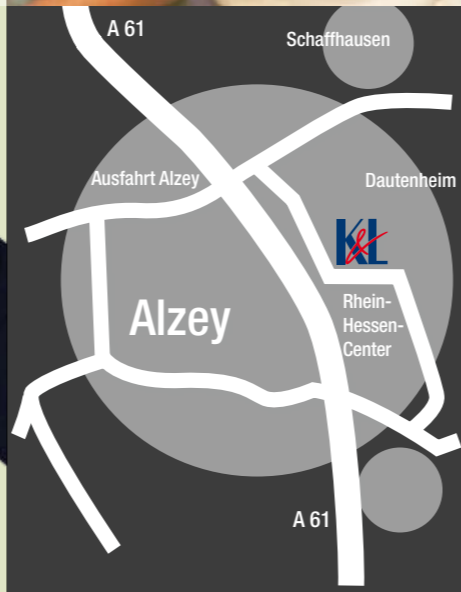 A 61
Schaffhausen
Ausfahrt Alzey
Dautenheim
K&L
Rhein-
Hessen-
Center
Alzey
A 61